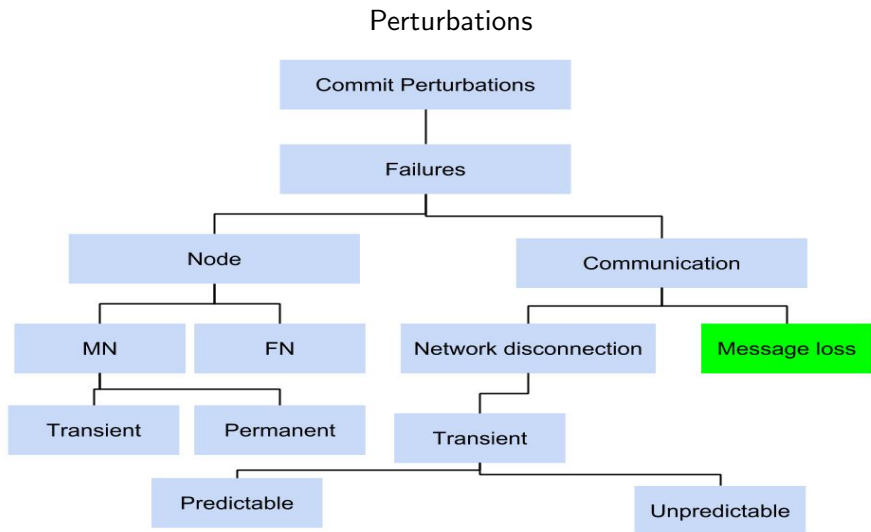 Perturbations
Commit Perturbations
Failures
Node
Communication
MN
FN
Network disconnection
Message loss
Transient
Permanent
Transient
Predictable
Unpredictable